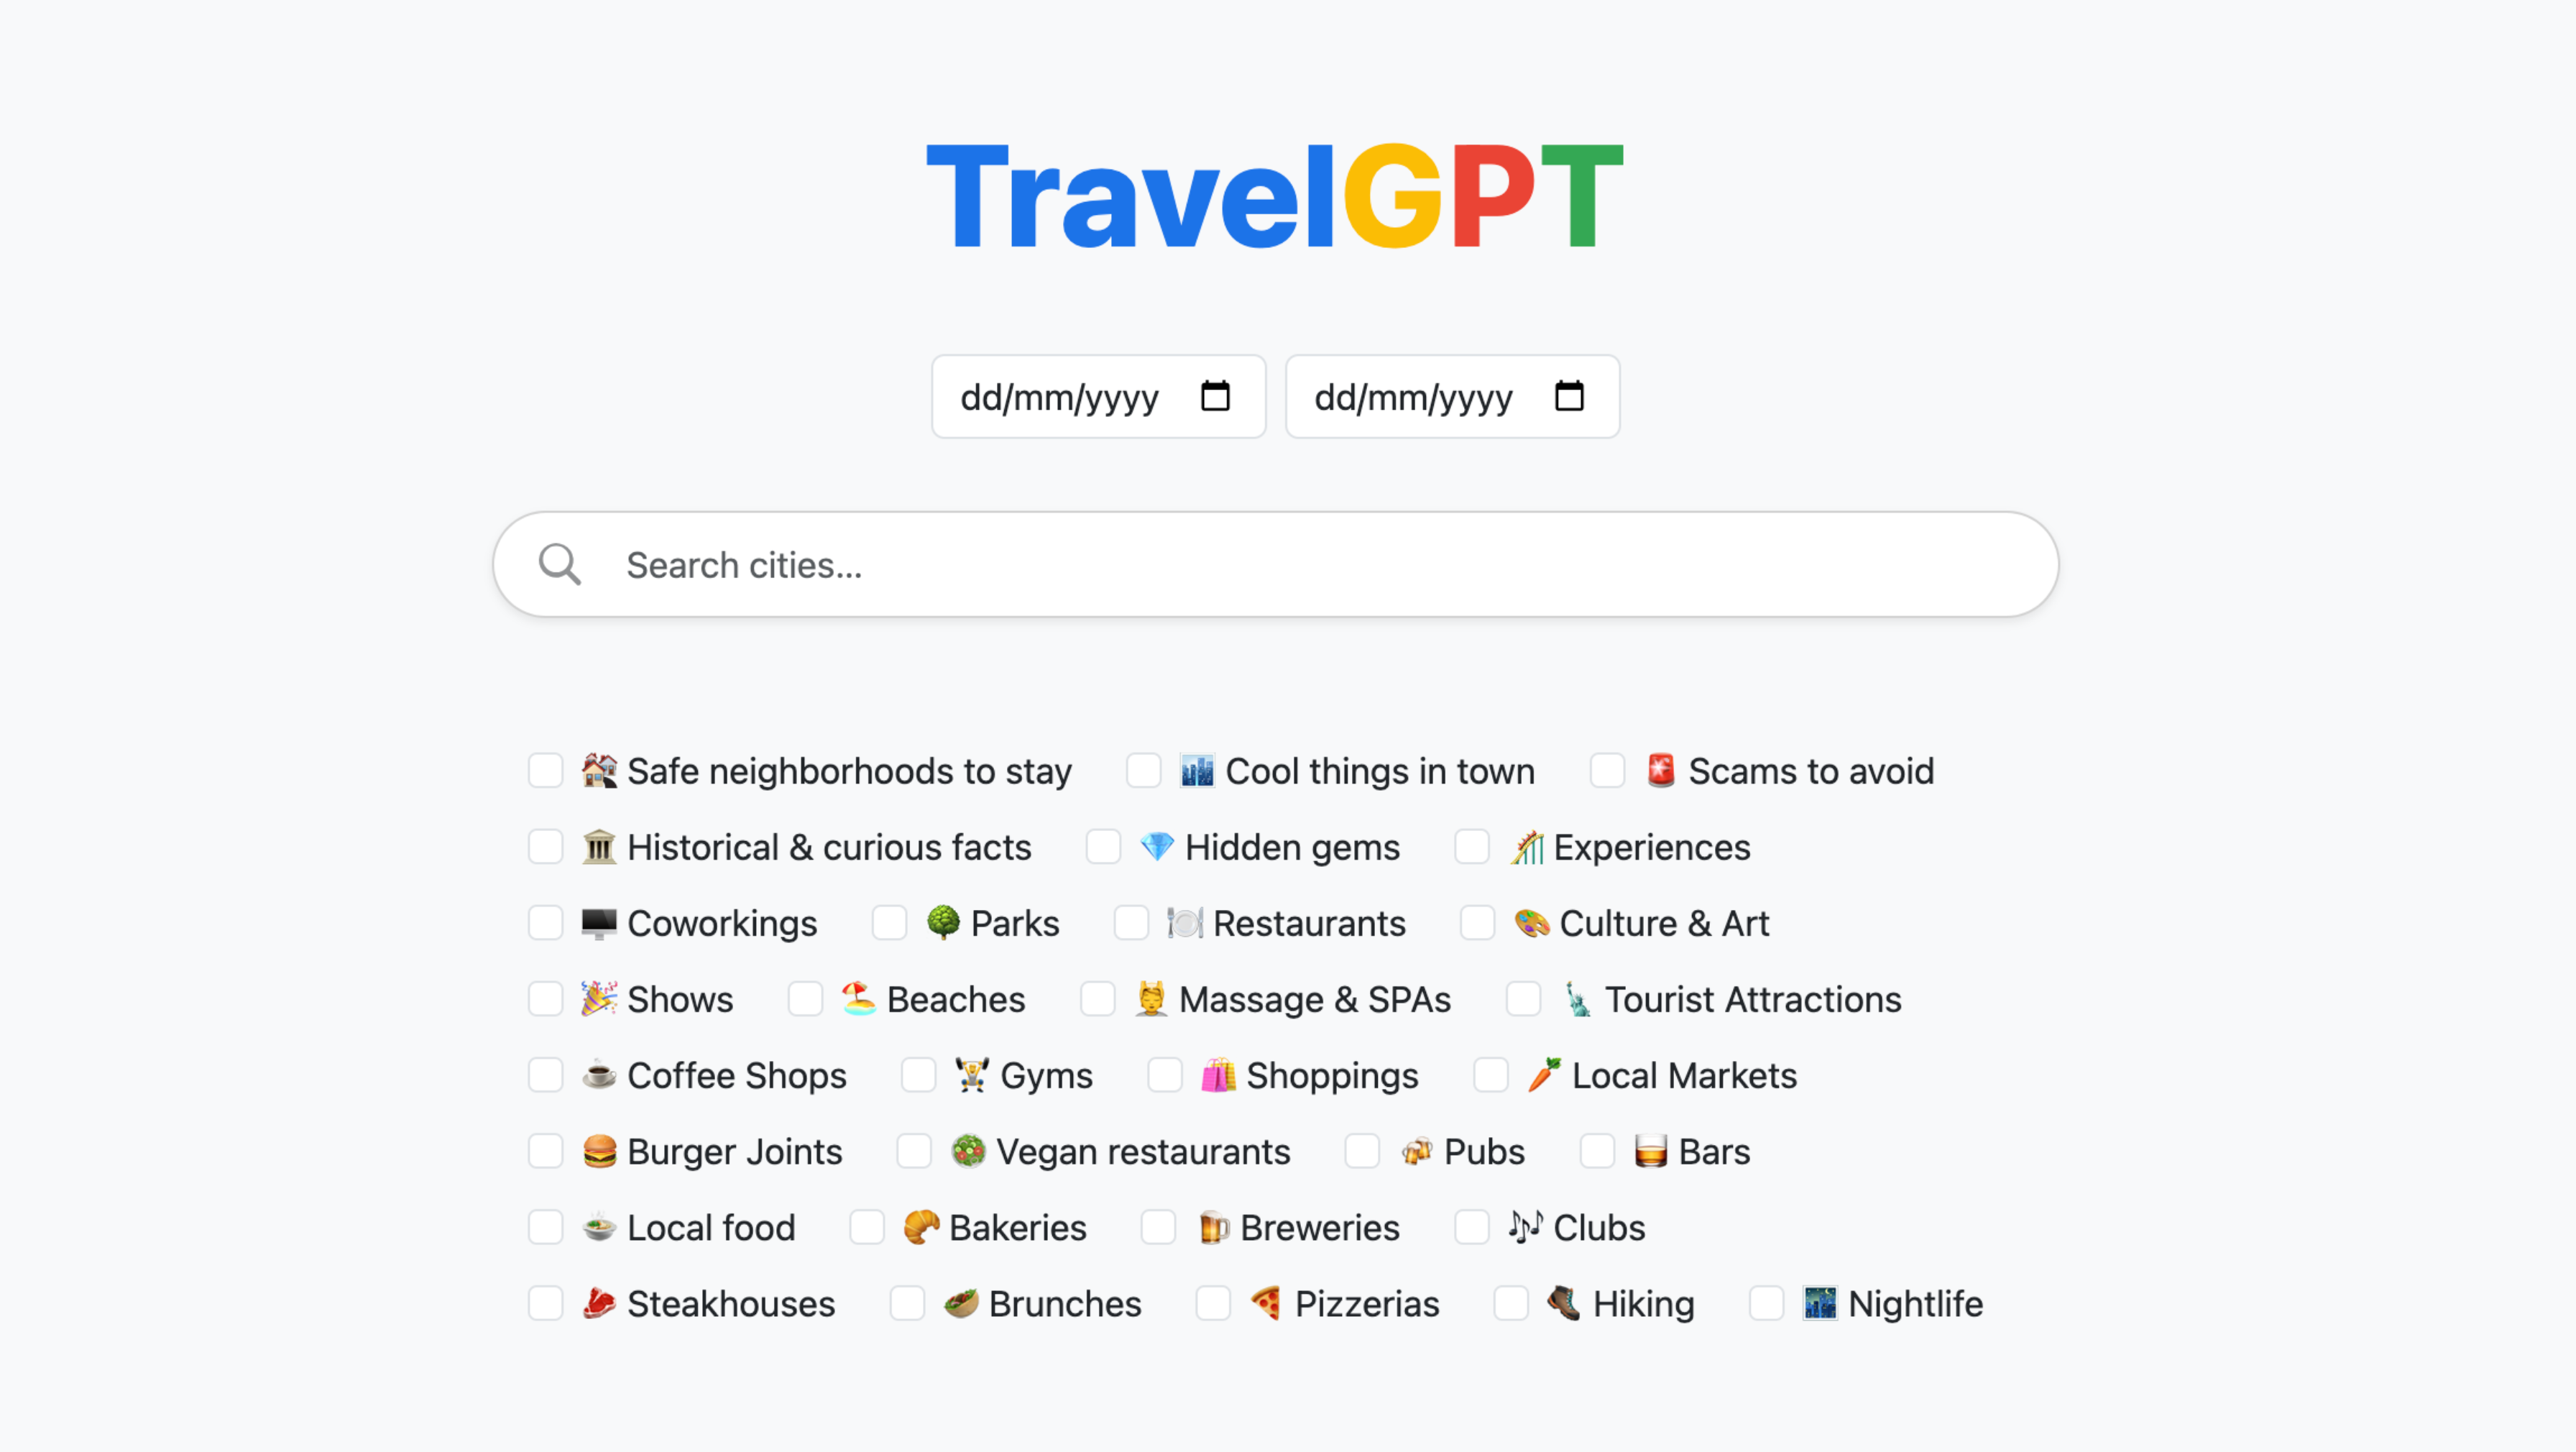 TravelGPT
dd/mm/yyyy dd/mm/yyyy
Search cities...
Safe neighborhoods to stay Cool things in town Scams to avoid
Historical & curious facts Hidden gems Experiences
Coworkings Parks Restaurants Culture & Art
Shows Beaches Massage & SPAs Tourist Attractions
Coffee Shops Gyms Shoppings Local Markets
Burger Joints Vegan restaurants Pubs Bars
Local food Bakeries Breweries Clubs
Steakhouses Brunches Pizzerias Hiking Nightlife